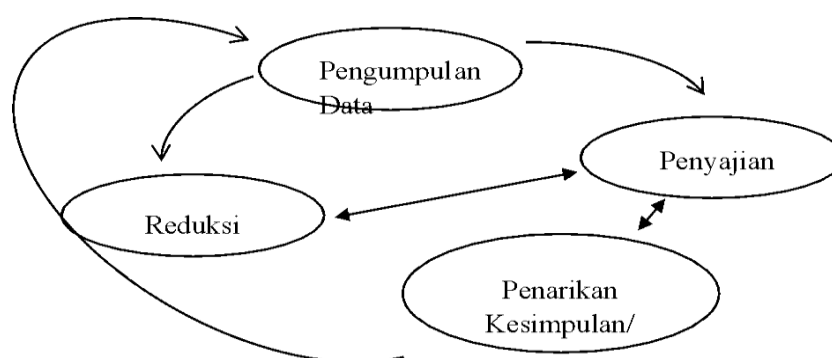 Pengumpulan
Data
Penyajian
Reduksi
Penarikan
Kesimpulan/